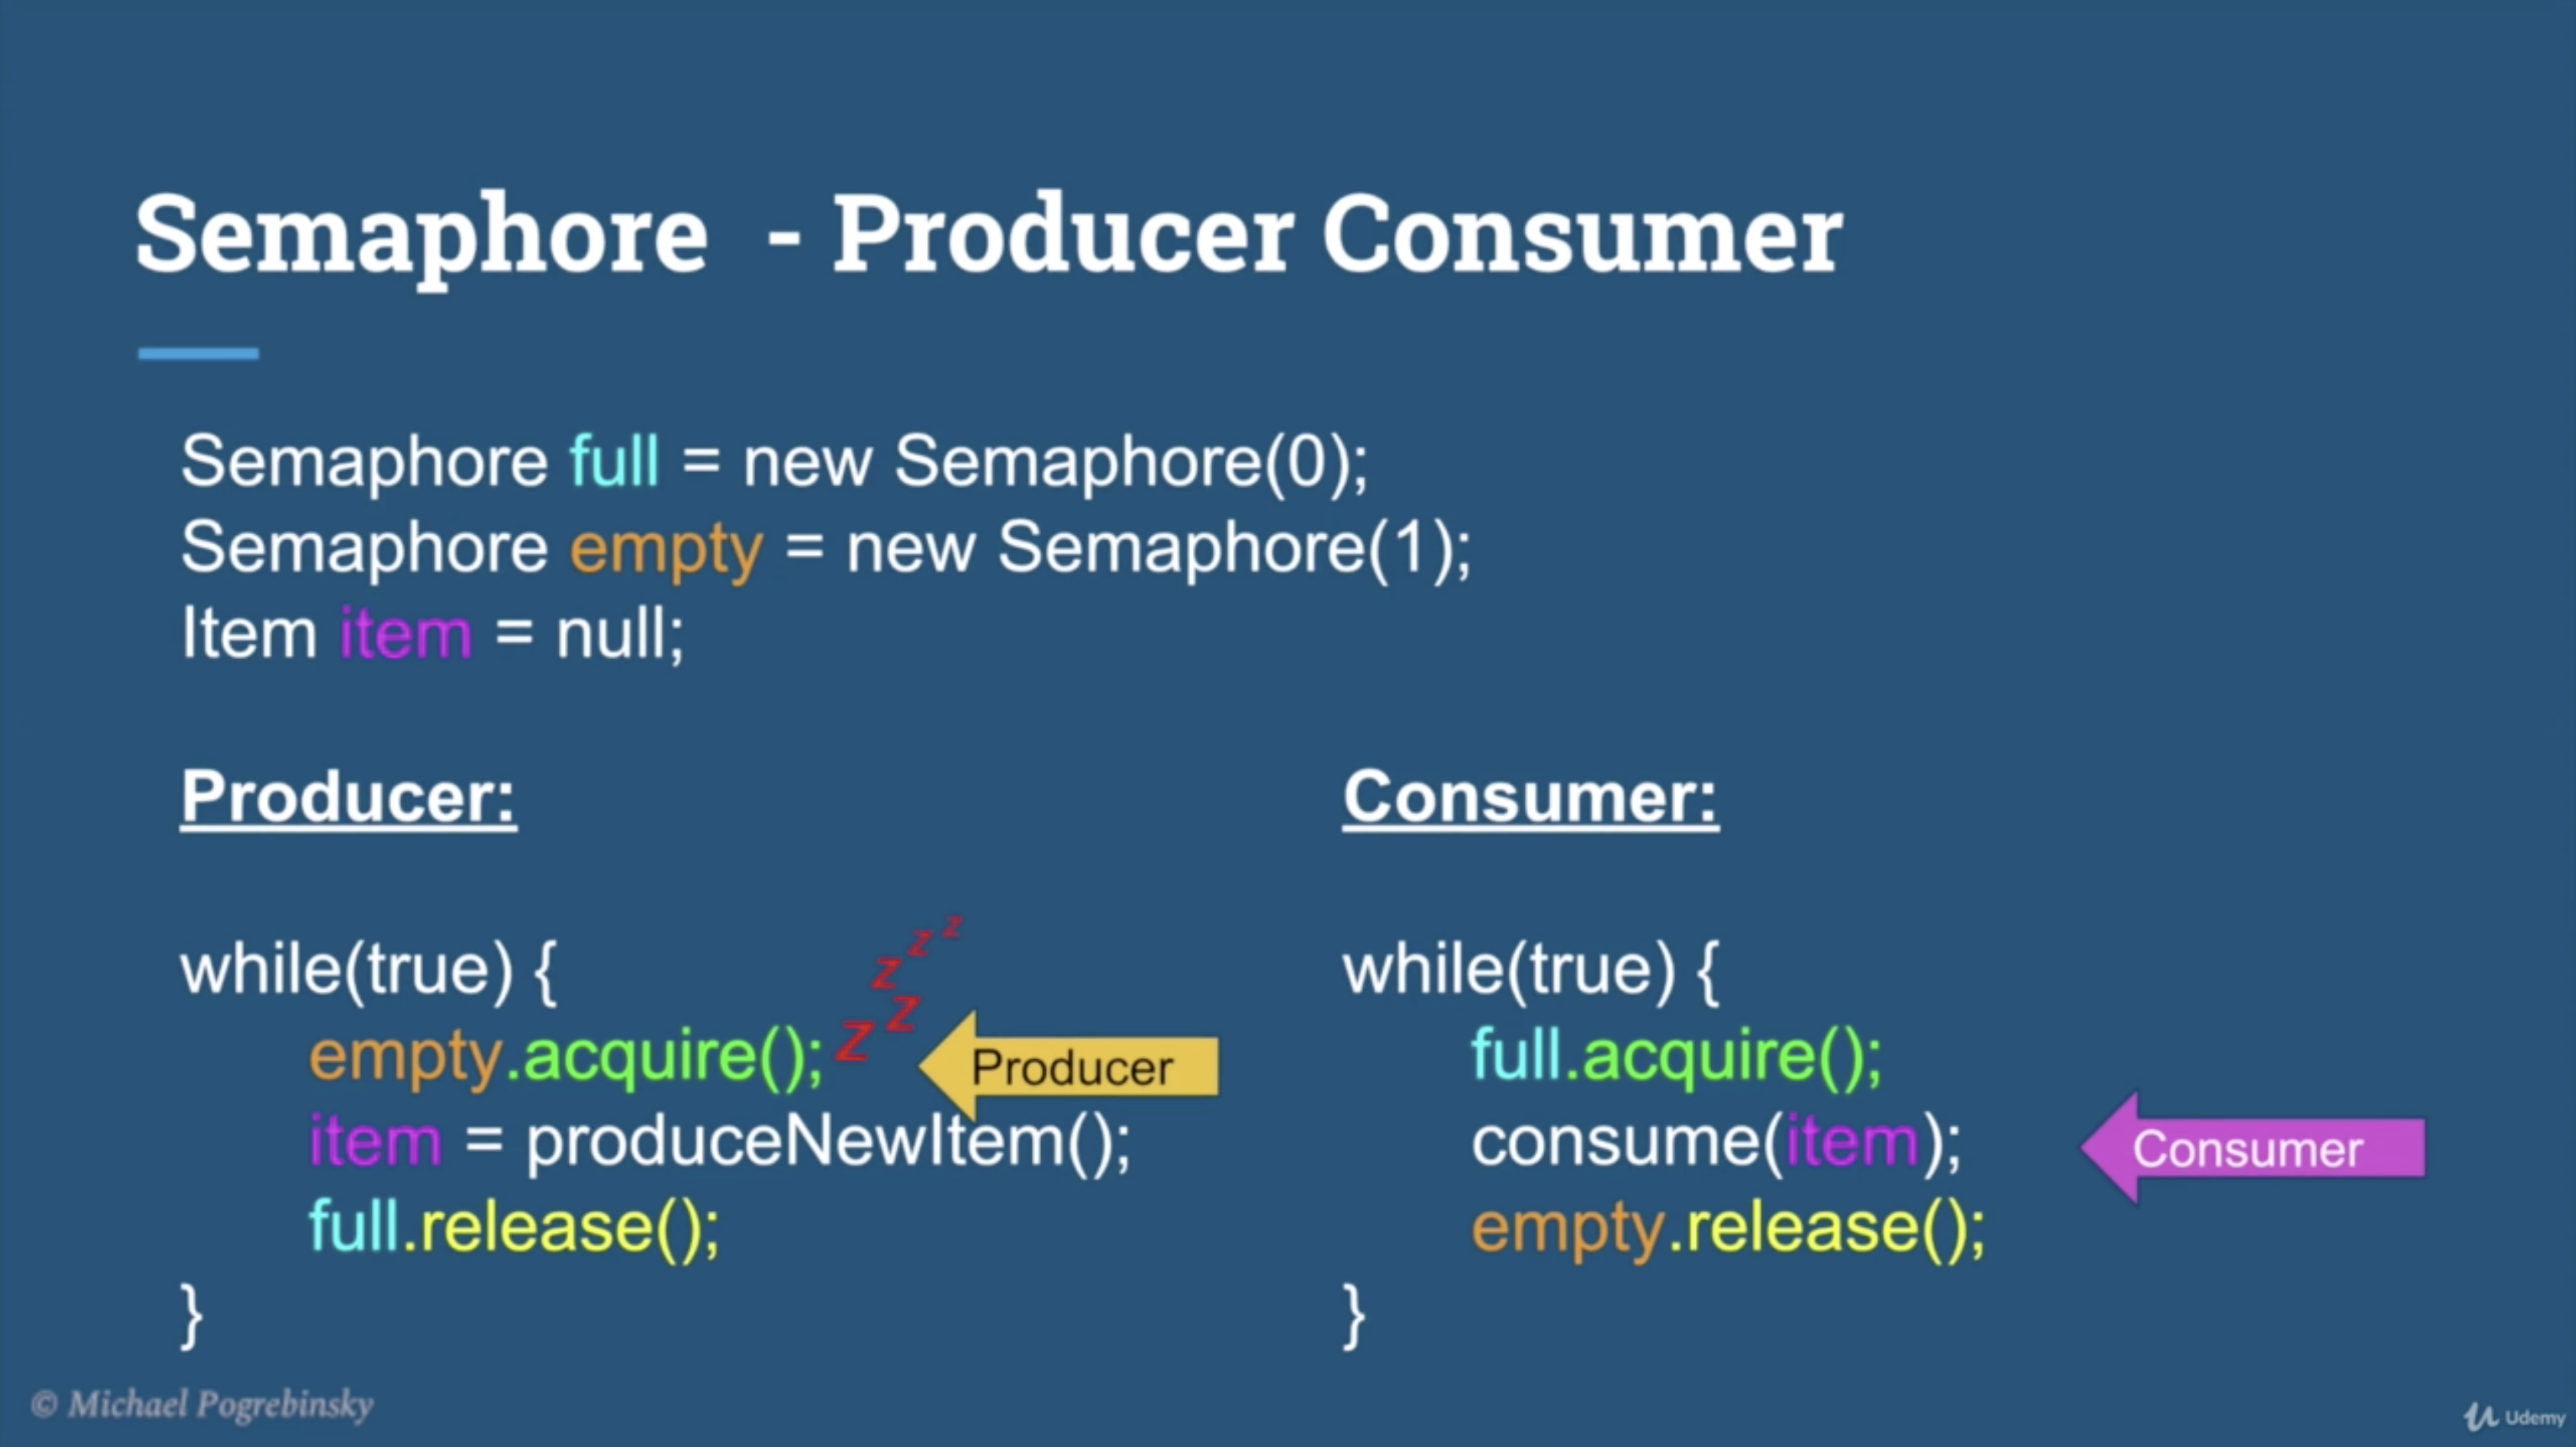 Semaphore - Producer Consumer
Semaphore full = new Semaphore(0);
Semaphore empty = new Semaphore(1);
Item item = null;
Producer:
while(true) {
empty.acquire();
z z z z z
Producer
item = produceNewItem();
full.release();
}
Consumer:
while(true) {
full.acquire();
consume(item);
Consumer
empty.release();
}
© Michael Pogrebinsky
Udemy